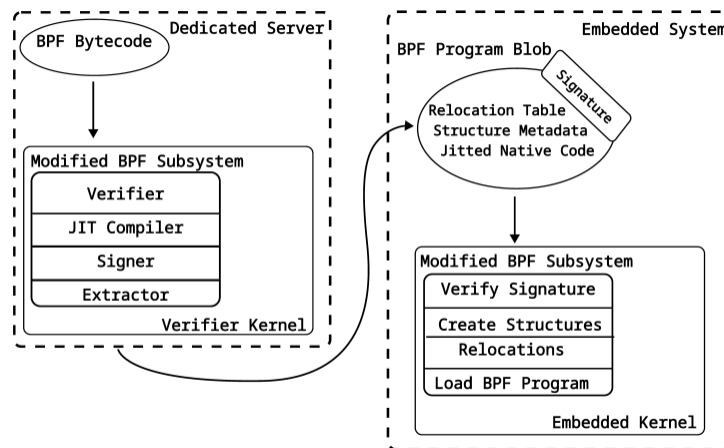 Dedicated Server
BPF Bytecode
Modified BPF Subsystem
Verifier
JIT Compiler
Signer
Extractor
Verifier Kernel
Embedded System
BPF Program Blob
Signature
Relocation Table
Structure Metadata
Jitted Native Code
Modified BPF Subsystem
Verify Signature
Create Structures
Relocations
Load BPF Program
Embedded Kernel